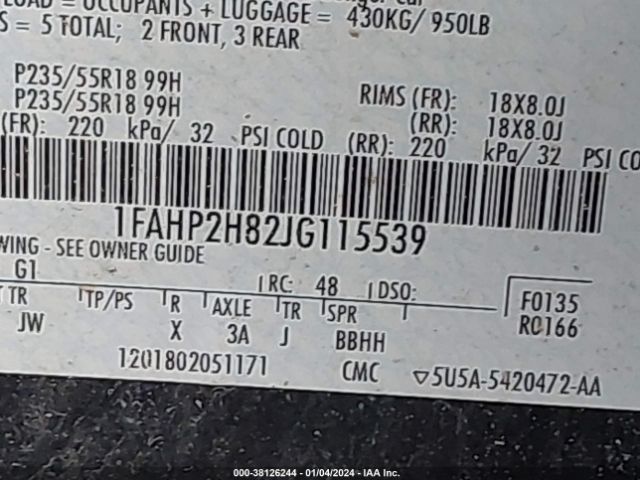 LOAD = OCCUPANTS + LUGGAGE = 430KG/ 950LB
S = 5 TOTAL; 2 FRONT, 3 REAR
P235/55R18 99H RIMS (FR): 18X8.0J
P235/55R18 99H (RR): 18X8.0J
(FR): 220 kPa/ 32 PSI COLD (RR): 220 kPa/ 32 PSI CO
1FAHP2H82JG115539
WING - SEE OWNER GUIDE
G1 RC: 48 DSO: F0135
TR TP/PS R AXLE TR SPR RC166
JW X 3A J BBHH
1201802051171 CMC ▽5U5A-5420472-AA
000-38126244 - 01/04/2024 - IAA Inc.